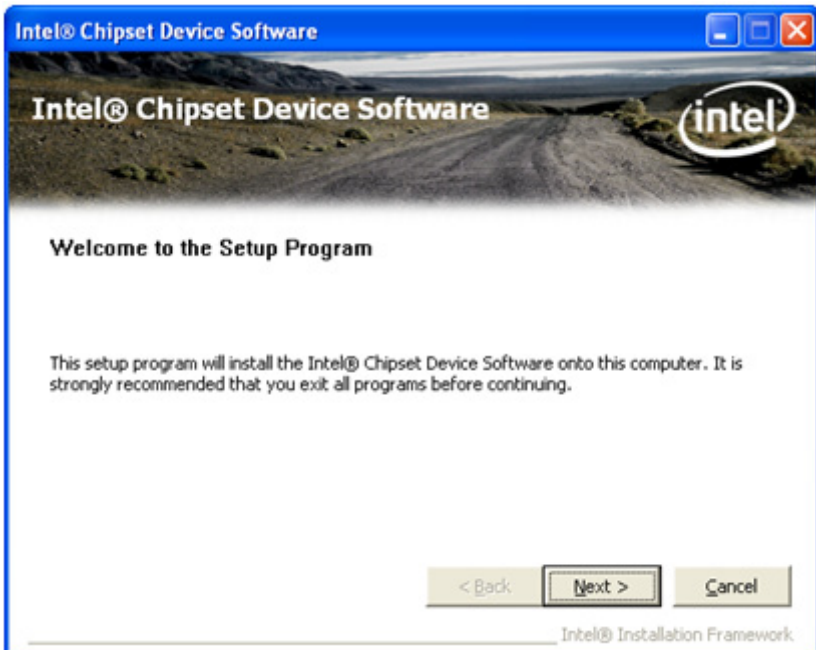 Intel® Chipset Device Software
Intel® Chipset Device Software
intel
Welcome to the Setup Program
This setup program will install the Intel® Chipset Device Software onto this computer. It is
strongly recommended that you exit all programs before continuing.
< Back
Next >
Cancel
Intel® Installation Framework